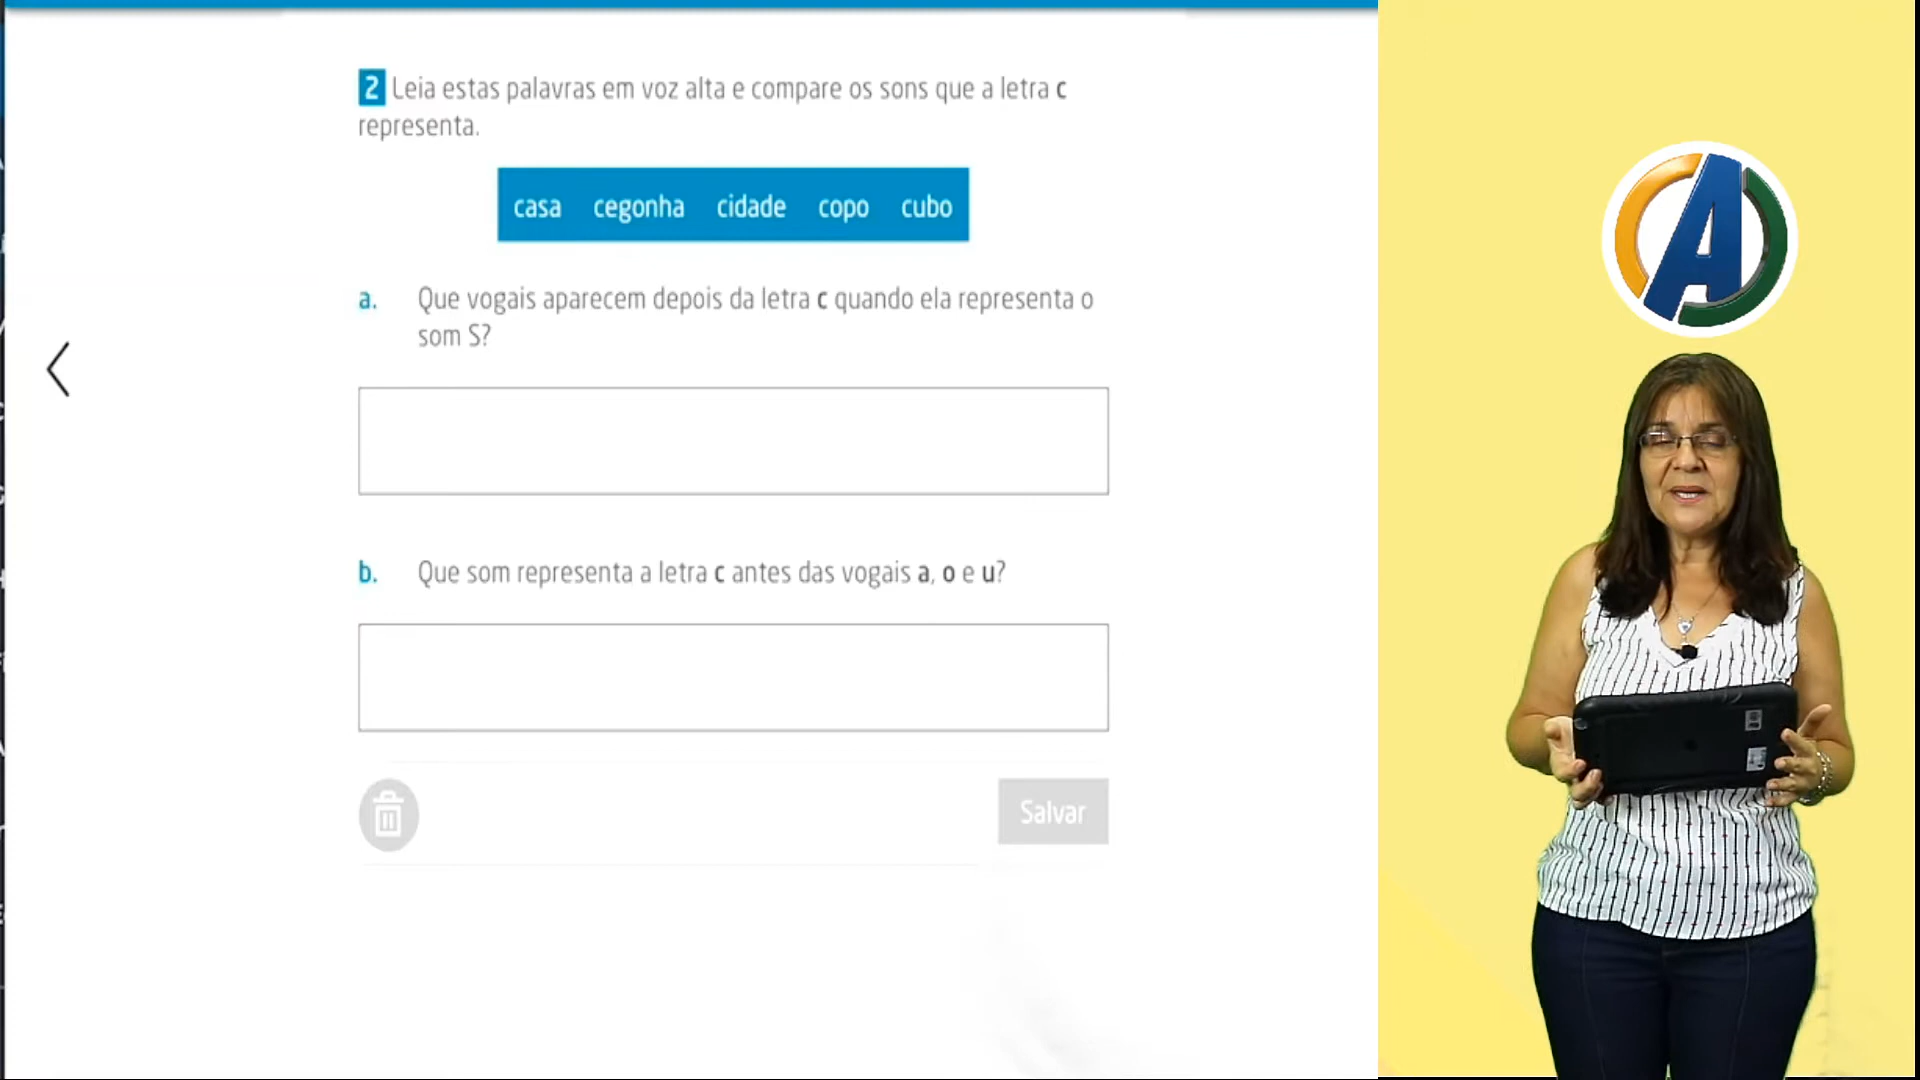 2 Leia estas palavras em voz alta e compare os sons que a letra c
representa.
casa cegonha cidade copo cubo
a. Que vogais aparecem depois da letra c quando ela representa o
som S?
b. Que som representa a letra c antes das vogais a, o e u?
Salvar
A